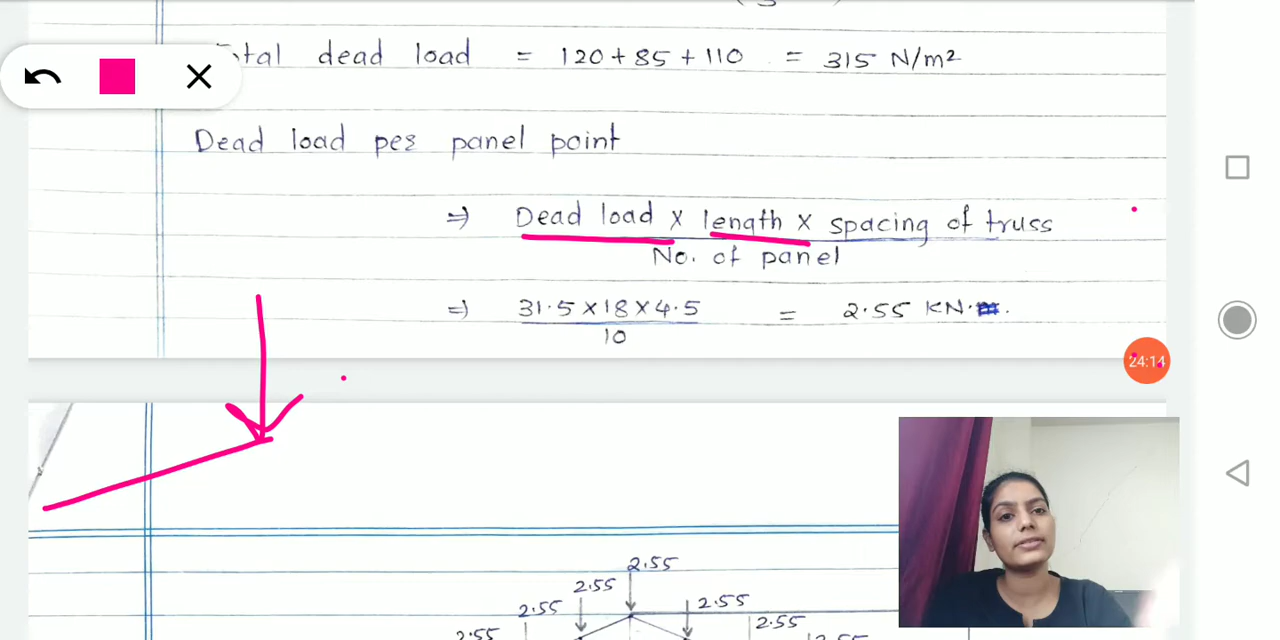 tal dead load = 120+85+110 = 315 N/m²
Dead load per panel point
⇒ Dead load × length × spacing of truss
No. of panel
⇒ 31.5×18×4.5 = 2.55 KN.
10
24:14
2.55
2.55
2.55 2.55
2.55
2.55